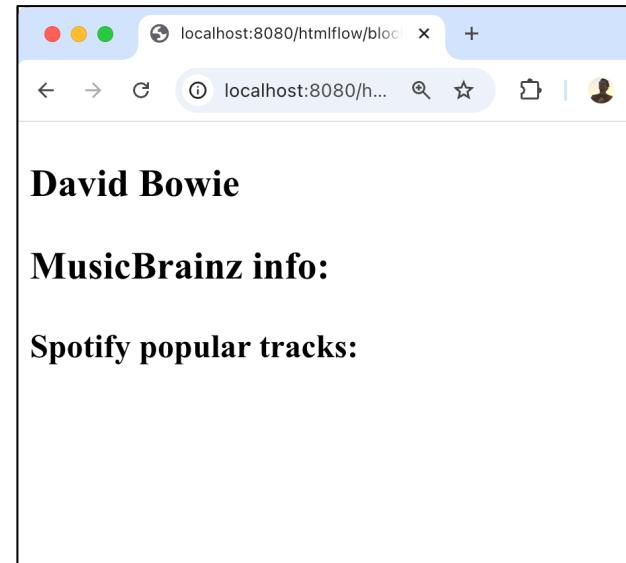 localhost:8080/htmlflow/bloc
localhost:8080/h...
David Bowie
MusicBrainz info:
Spotify popular tracks: